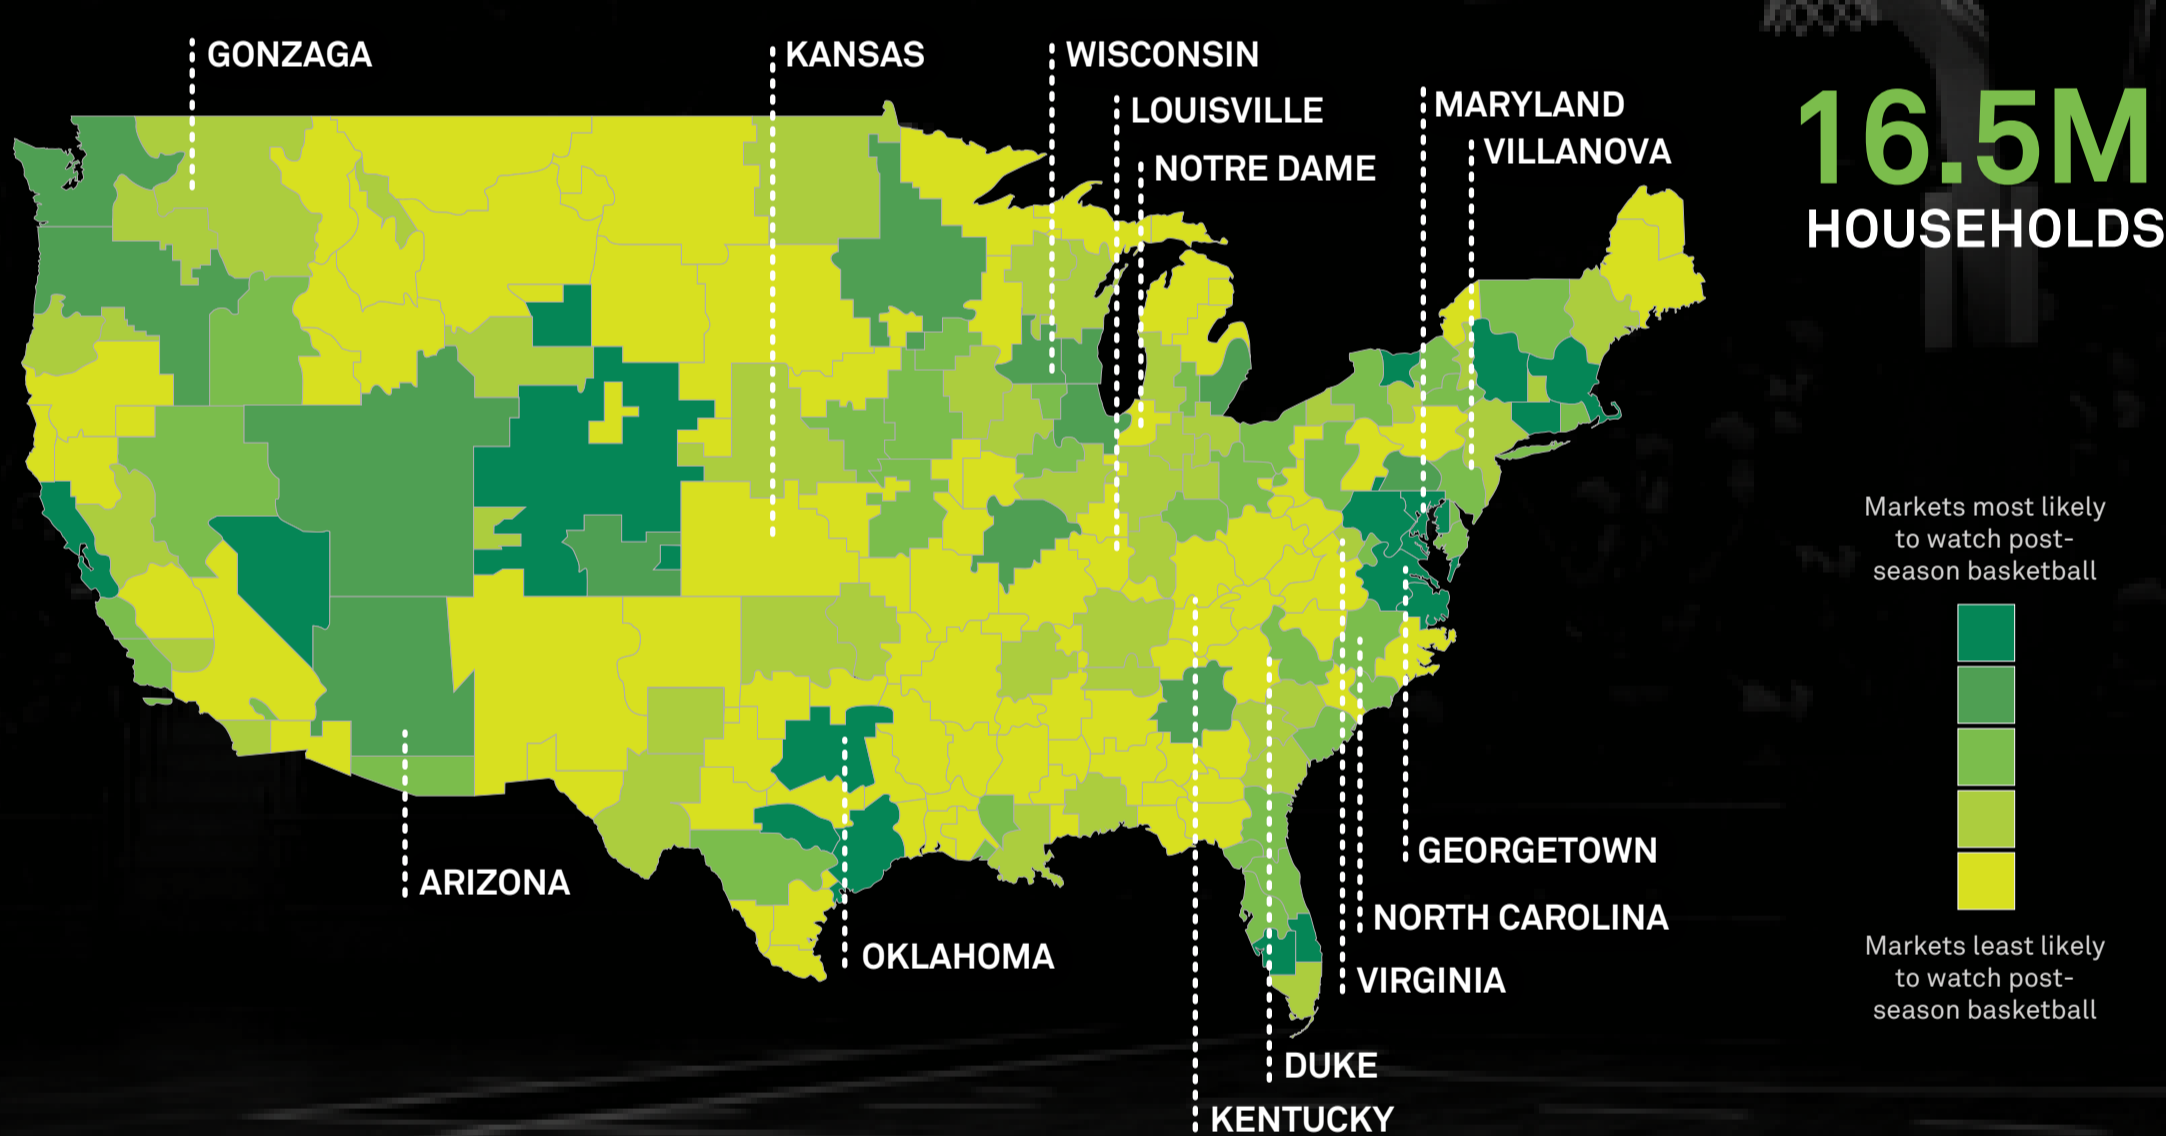 GONZAGA
KANSAS
WISCONSIN
LOUISVILLE
NOTRE DAME
MARYLAND
VILLANOVA
16.5M
HOUSEHOLDS
Markets most likely
to watch post-
season basketball
Markets least likely
to watch post-
season basketball
ARIZONA
OKLAHOMA
GEORGETOWN
NORTH CAROLINA
VIRGINIA
DUKE
KENTUCKY